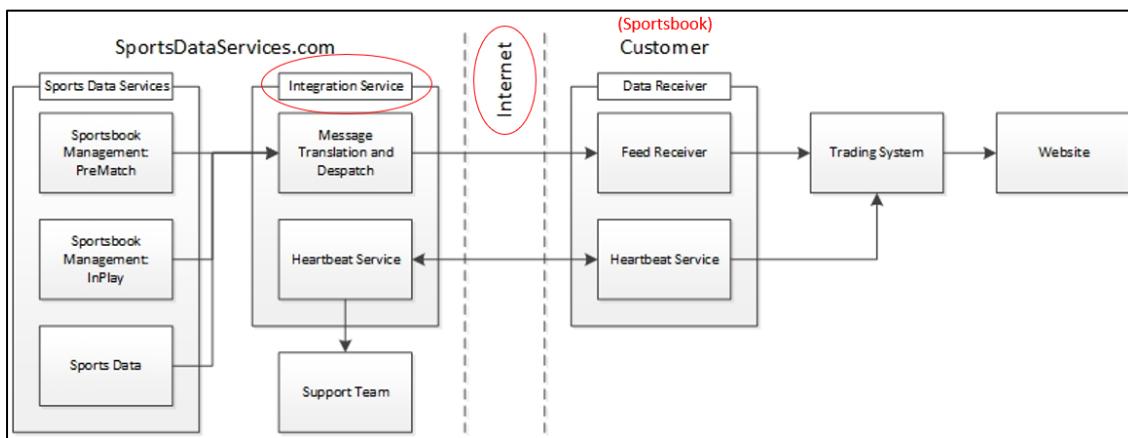 (Sportsbook)
SportsDataServices.com
Internet
Customer
Sports Data Services
Integration Service
Data Receiver
Sportsbook
Management:
PreMatch
Message
Translation and
Despatch
Feed Receiver
Trading System
Website
Sportsbook
Management:
InPlay
Heartbeat Service
Heartbeat Service
Sports Data
Support Team